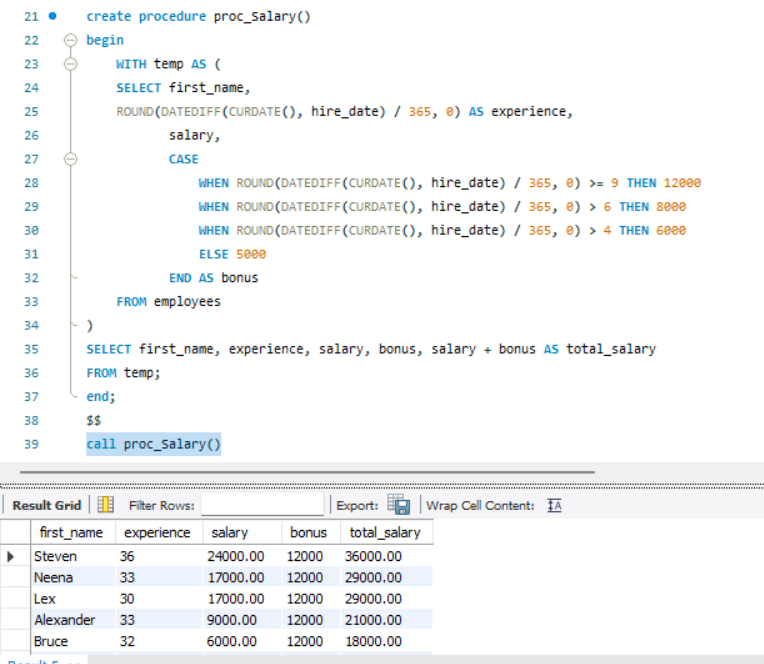 21 create procedure proc_Salary()
22 begin
23 WITH temp AS (
24 SELECT first_name,
25 ROUND(DATEDIFF(CURDATE(), hire_date) / 365, 0) AS experience,
26 salary,
27 CASE
28 WHEN ROUND(DATEDIFF(CURDATE(), hire_date) / 365, 0) >= 9 THEN 12000
29 WHEN ROUND(DATEDIFF(CURDATE(), hire_date) / 365, 0) > 6 THEN 8000
30 WHEN ROUND(DATEDIFF(CURDATE(), hire_date) / 365, 0) > 4 THEN 6000
31 ELSE 5000
32 END AS bonus
33 FROM employees
34 )
35 SELECT first_name, experience, salary, bonus, salary + bonus AS total_salary
36 FROM temp;
37 end;
38 $$
39 call proc_Salary()
Result Grid Filter Rows: Export: Wrap Cell Content:
first_name experience salary bonus total_salary
Steven 36 24000.00 12000 36000.00
Neena 33 17000.00 12000 29000.00
Lex 30 17000.00 12000 29000.00
Alexander 33 9000.00 12000 21000.00
Bruce 32 6000.00 12000 18000.00